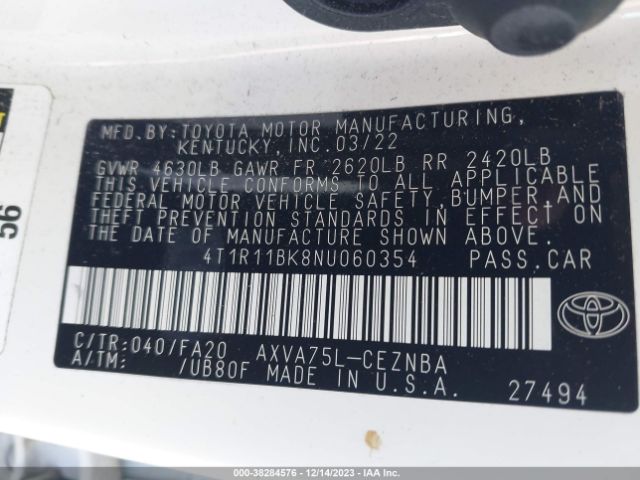 MFD.BY:TOYOTA MOTOR MANUFACTURING,
KENTUCKY, INC.03/22
GVWR 4630LB GAWR FR 2620LB RR 2420LB
THIS VEHICLE CONFORMS TO ALL APPLICABLE
FEDERAL MOTOR VEHICLE SAFETY,BUMPER,AND
THEFT PREVENTION STANDARDS IN EFFECT ON
THE DATE OF MANUFACTURE SHOWN ABOVE.
4T1R11BK8NU060354 PASS.CAR
C/TR:040/FA20 AXVA75L-CEZNBA
A/TM: /UB80F MADE IN U.S.A.
27494
56
000-38284576 | 12/14/2023 | IAA Inc.